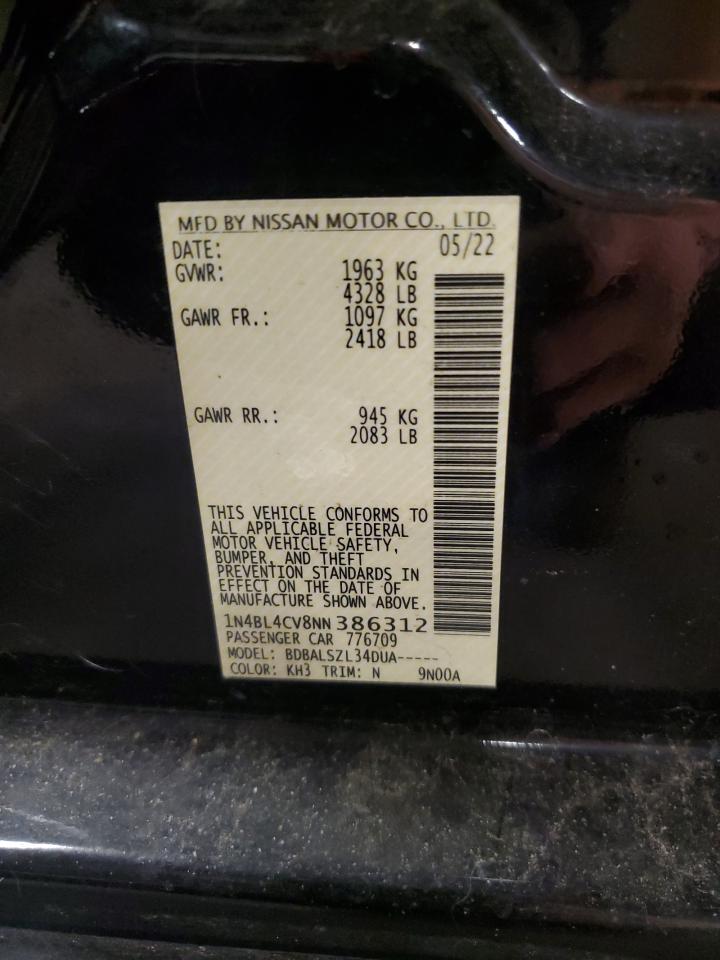 MFD BY NISSAN MOTOR CO., LTD.
DATE: 05/22
GVWR: 1963 KG
4328 LB
GAWR FR.: 1097 KG
2418 LB
GAWR RR.: 945 KG
2083 LB
THIS VEHICLE CONFORMS TO
ALL APPLICABLE FEDERAL
MOTOR VEHICLE SAFETY,
BUMPER, AND THEFT
PREVENTION STANDARDS IN
EFFECT ON THE DATE OF
MANUFACTURE SHOWN ABOVE.
1N4BL4CV8NN386312
PASSENGER CAR 776709
MODEL: BDBALSZL34DUA-----
COLOR: KH3 TRIM: N 9N00A